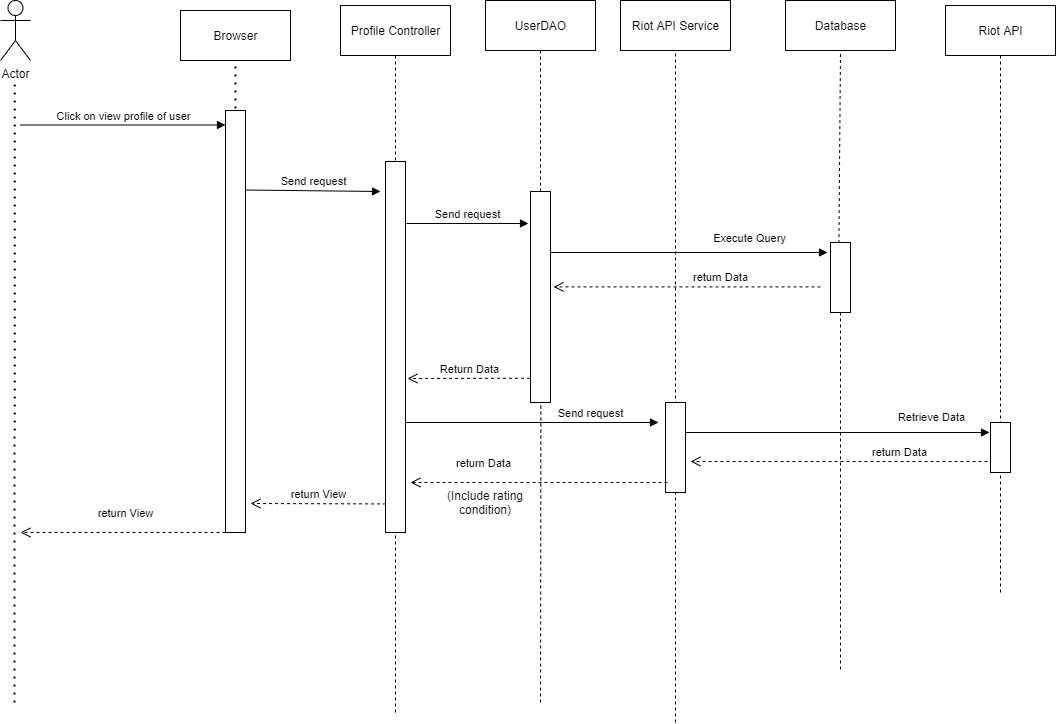 Actor
Browser
Profile Controller
UserDAO
Riot API Service
Database
Riot API
Click on view profile of user
Send request
Send request
Execute Query
return Data
Return Data
Send request
Retrieve Data
return Data
return Data
(Include rating
condition)
return View
return View